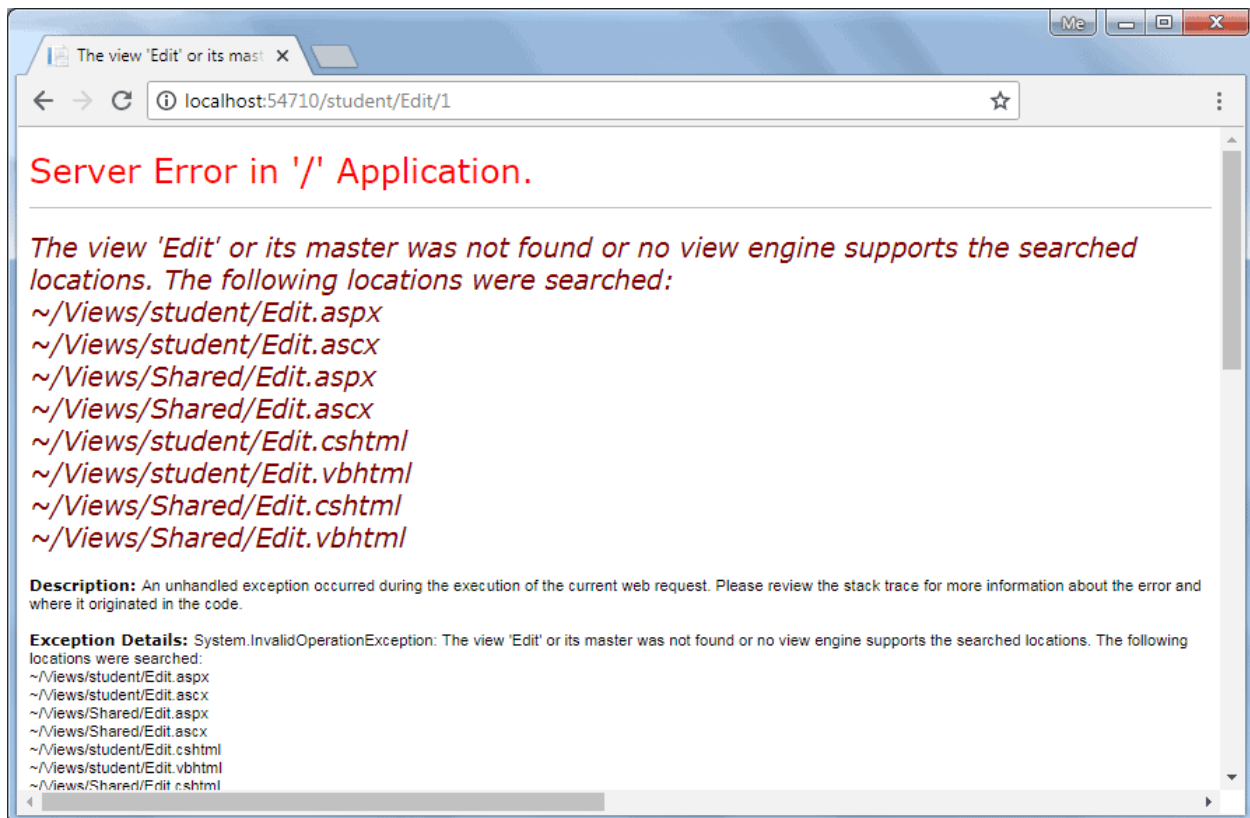 Me
The view 'Edit' or its mast
localhost:54710/student/Edit/1
Server Error in '/' Application.
The view 'Edit' or its master was not found or no view engine supports the searched
locations. The following locations were searched:
~/Views/student/Edit.aspx
~/Views/student/Edit.ascx
~/Views/Shared/Edit.aspx
~/Views/Shared/Edit.ascx
~/Views/student/Edit.cshtml
~/Views/student/Edit.vbhtml
~/Views/Shared/Edit.cshtml
~/Views/Shared/Edit.vbhtml
Description: An unhandled exception occurred during the execution of the current web request. Please review the stack trace for more information about the error and
where it originated in the code.
Exception Details: System.InvalidOperationException: The view 'Edit' or its master was not found or no view engine supports the searched locations. The following
locations were searched:
~/Views/student/Edit.aspx
~/Views/student/Edit.ascx
~/Views/Shared/Edit.aspx
~/Views/Shared/Edit.ascx
~/Views/student/Edit.cshtml
~/Views/student/Edit.vbhtml
~/Views/Shared/Edit.cshtml